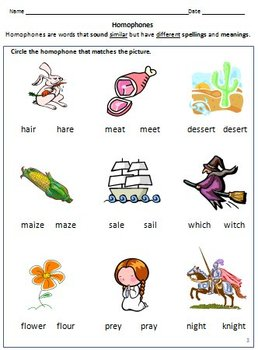 Name Date
Homophones
Homophones are words that sound similar but have different spellings and meanings.
Circle the homophone that matches the picture.
hair hare meat meet dessert desert
maize maze sale sail which witch
flower flour prey pray night knight
3